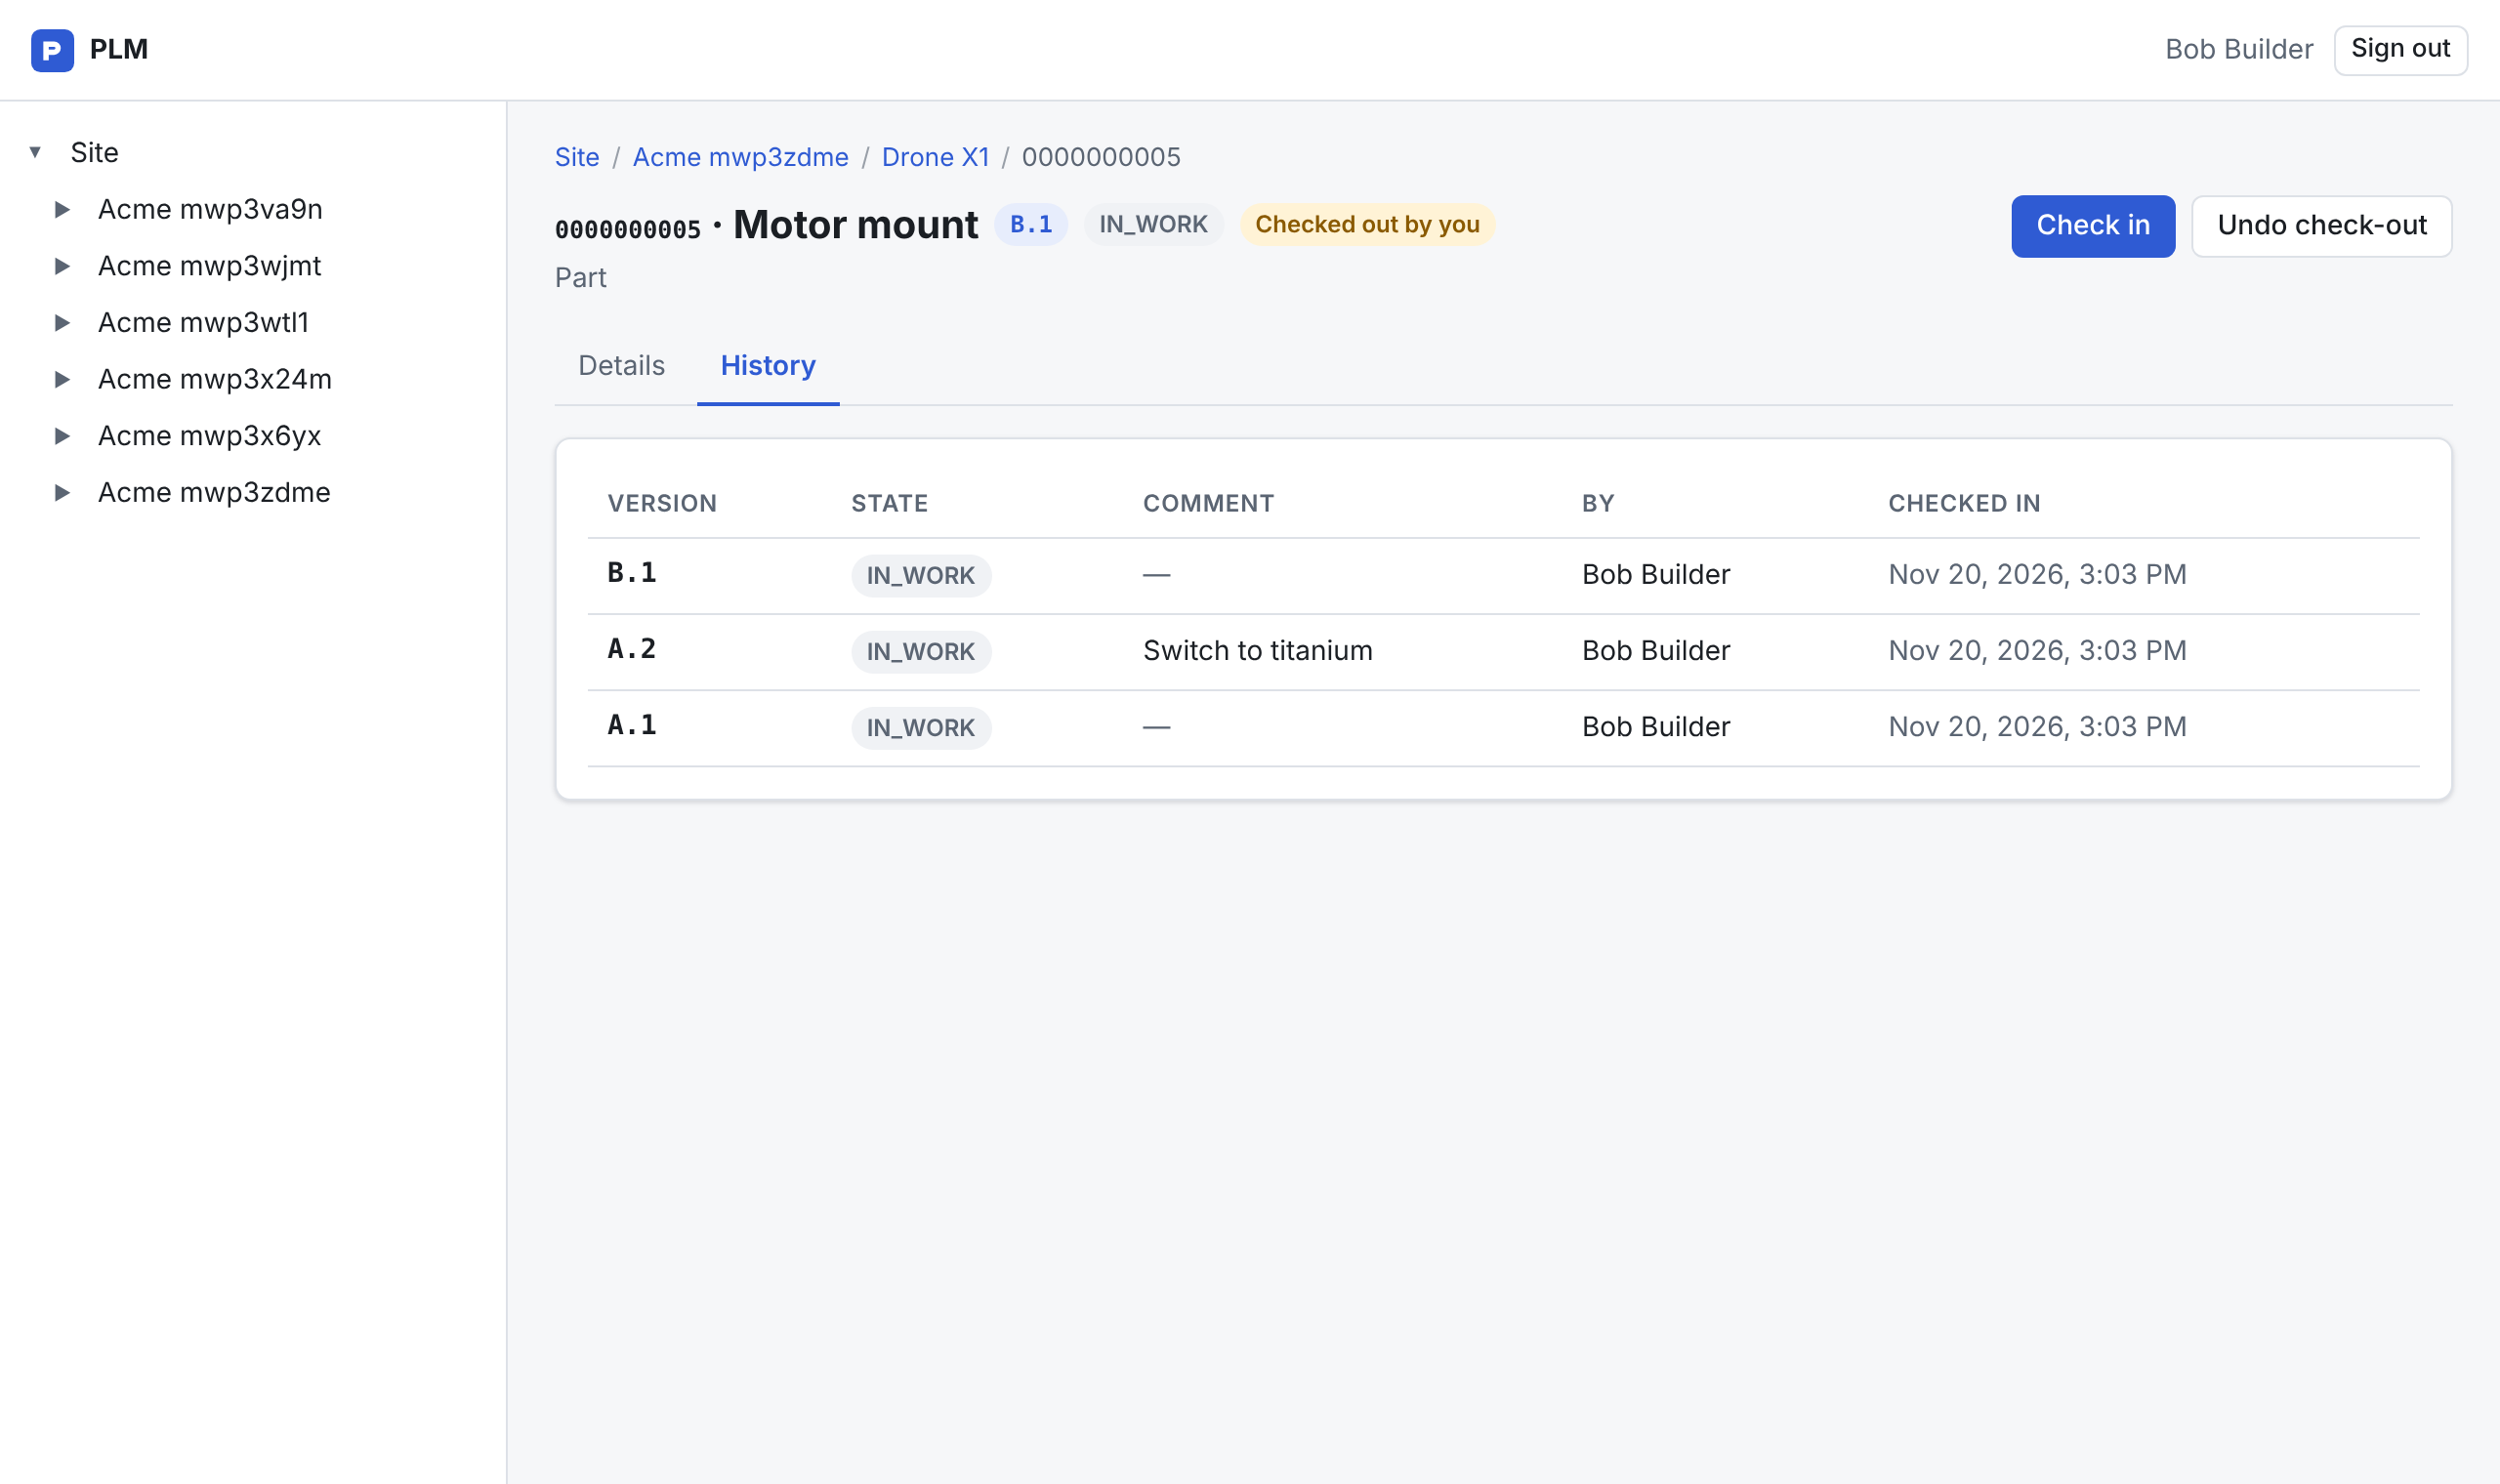 P PLM
Bob Builder Sign out
Site
Acme mwp3va9n
Acme mwp3wjmt
Acme mwp3wtl1
Acme mwp3x24m
Acme mwp3x6yx
Acme mwp3zdme
Site / Acme mwp3zdme / Drone X1 / 0000000005
0000000005 · Motor mount B.1 IN_WORK Checked out by you
Check in Undo check-out
Part
Details History
VERSION STATE COMMENT BY CHECKED IN
B.1 IN_WORK — Bob Builder Nov 20, 2026, 3:03 PM
A.2 IN_WORK Switch to titanium Bob Builder Nov 20, 2026, 3:03 PM
A.1 IN_WORK — Bob Builder Nov 20, 2026, 3:03 PM